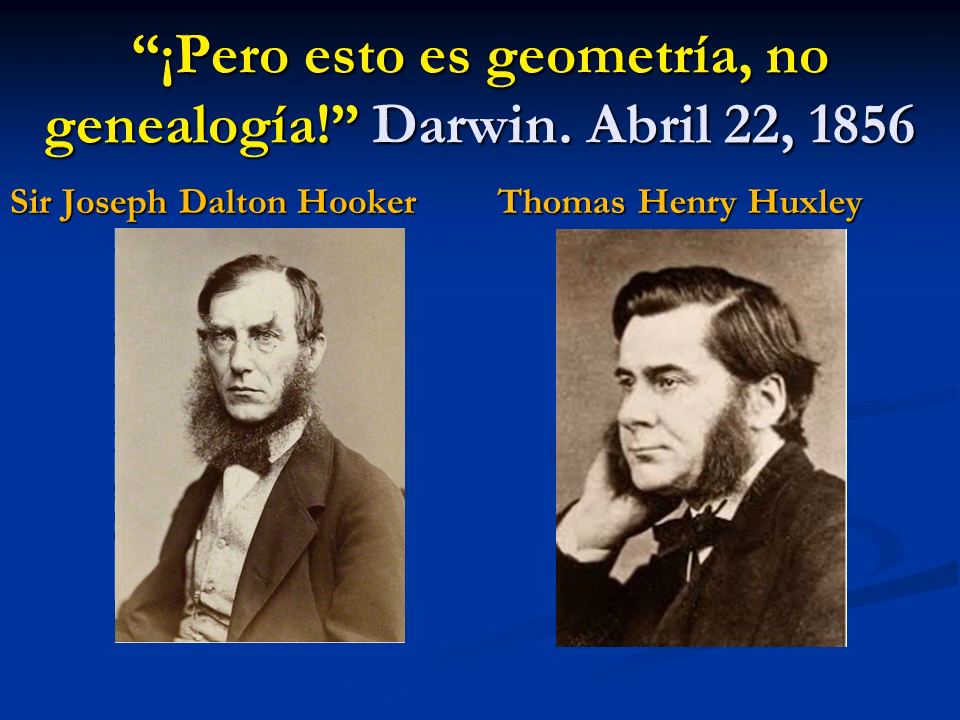 “¡Pero esto es geometría, no
genealogía!” Darwin. Abril 22, 1856
Sir Joseph Dalton Hooker
Thomas Henry Huxley